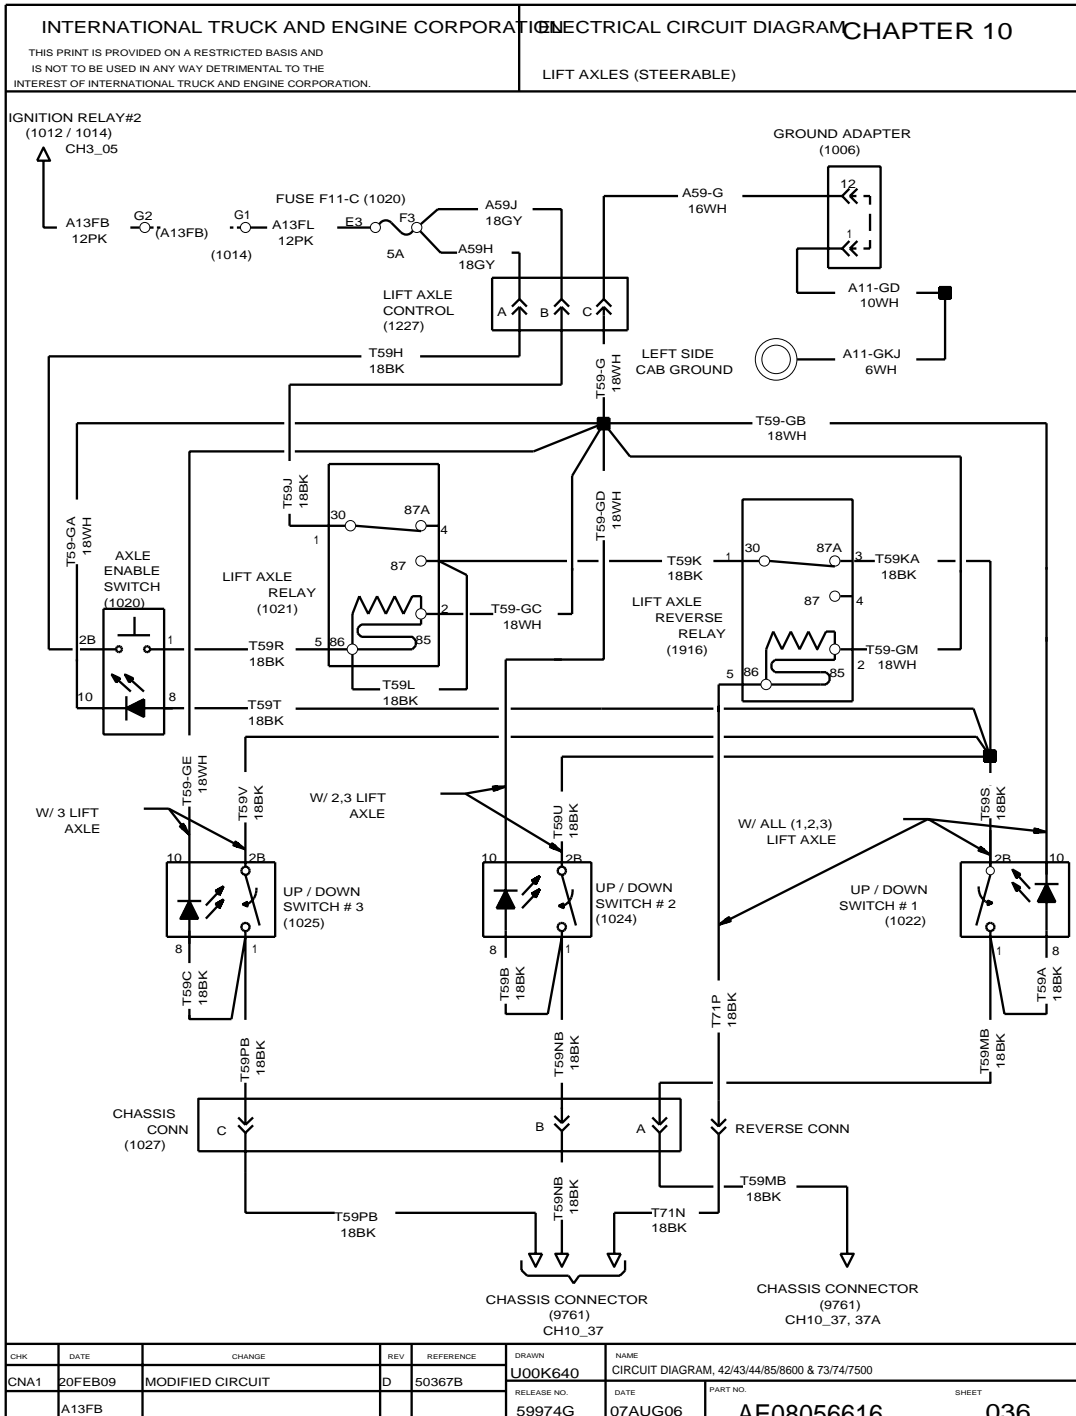 INTERNATIONAL TRUCK AND ENGINE CORPORATION
ELECTRICAL CIRCUIT DIAGRAM
CHAPTER 10
THIS PRINT IS PROVIDED ON A RESTRICTED BASIS AND
IS NOT TO BE USED IN ANY WAY DETRIMENTAL TO THE
INTEREST OF INTERNATIONAL TRUCK AND ENGINE CORPORATION.
LIFT AXLES (STEERABLE)
IGNITION RELAY#2
(1012 / 1014)
CH3_05
GROUND ADAPTER
(1006)
12
1
A59-G
16WH
FUSE F11-C (1020)
A13FB
12PK
G2
(A13FB)
G1
(1014)
A13FL
12PK
E3
F3
5A
A59J
18GY
A59H
18GY
A11-GD
10WH
LIFT AXLE
CONTROL
(1227)
A
B
C
T59H
18BK
T59-G
18WH
LEFT SIDE
CAB GROUND
A11-GKJ
6WH
T59-GB
18WH
T59-GA
18WH
T59J
18BK
T59-GD
18WH
AXLE
ENABLE
SWITCH
(1020)
2B
1
10
8
LIFT AXLE
RELAY
(1021)
30
87A
4
1
87
2
5
86
85
T59K
18BK
T59-GC
18WH
T59R
18BK
T59L
18BK
T59T
18BK
LIFT AXLE
REVERSE
RELAY
(1916)
1
30
87A
3
87
4
5
86
85
2
T59KA
18BK
T59-GM
18WH
T59-GE
18WH
T59V
18BK
T59U
18BK
T59S
18BK
W/ 3 LIFT
AXLE
W/ 2,3 LIFT
AXLE
W/ ALL (1,2,3)
LIFT AXLE
10
2B
UP / DOWN
SWITCH # 3
(1025)
8
1
10
2B
UP / DOWN
SWITCH # 2
(1024)
8
1
UP / DOWN
SWITCH # 1
(1022)
2B
10
1
8
T59C
18BK
T59B
18BK
T71P
18BK
T59A
18BK
T59PB
18BK
T59NB
18BK
T59MB
18BK
CHASSIS
CONN
(1027)
C
B
A
REVERSE CONN
T59NB
18BK
T59MB
18BK
T59PB
18BK
T71N
18BK
CHASSIS CONNECTOR
(9761)
CH10_37
CHASSIS CONNECTOR
(9761)
CH10_37, 37A
CHK DATE CHANGE REV REFERENCE
CNA1 20FEB09 MODIFIED CIRCUIT D 50367B
A13FB
DRAWN
U00K640
NAME
CIRCUIT DIAGRAM, 42/43/44/85/8600 & 73/74/7500
RELEASE NO.
59974G
DATE
07AUG06
PART NO.
AE08056616
SHEET
036